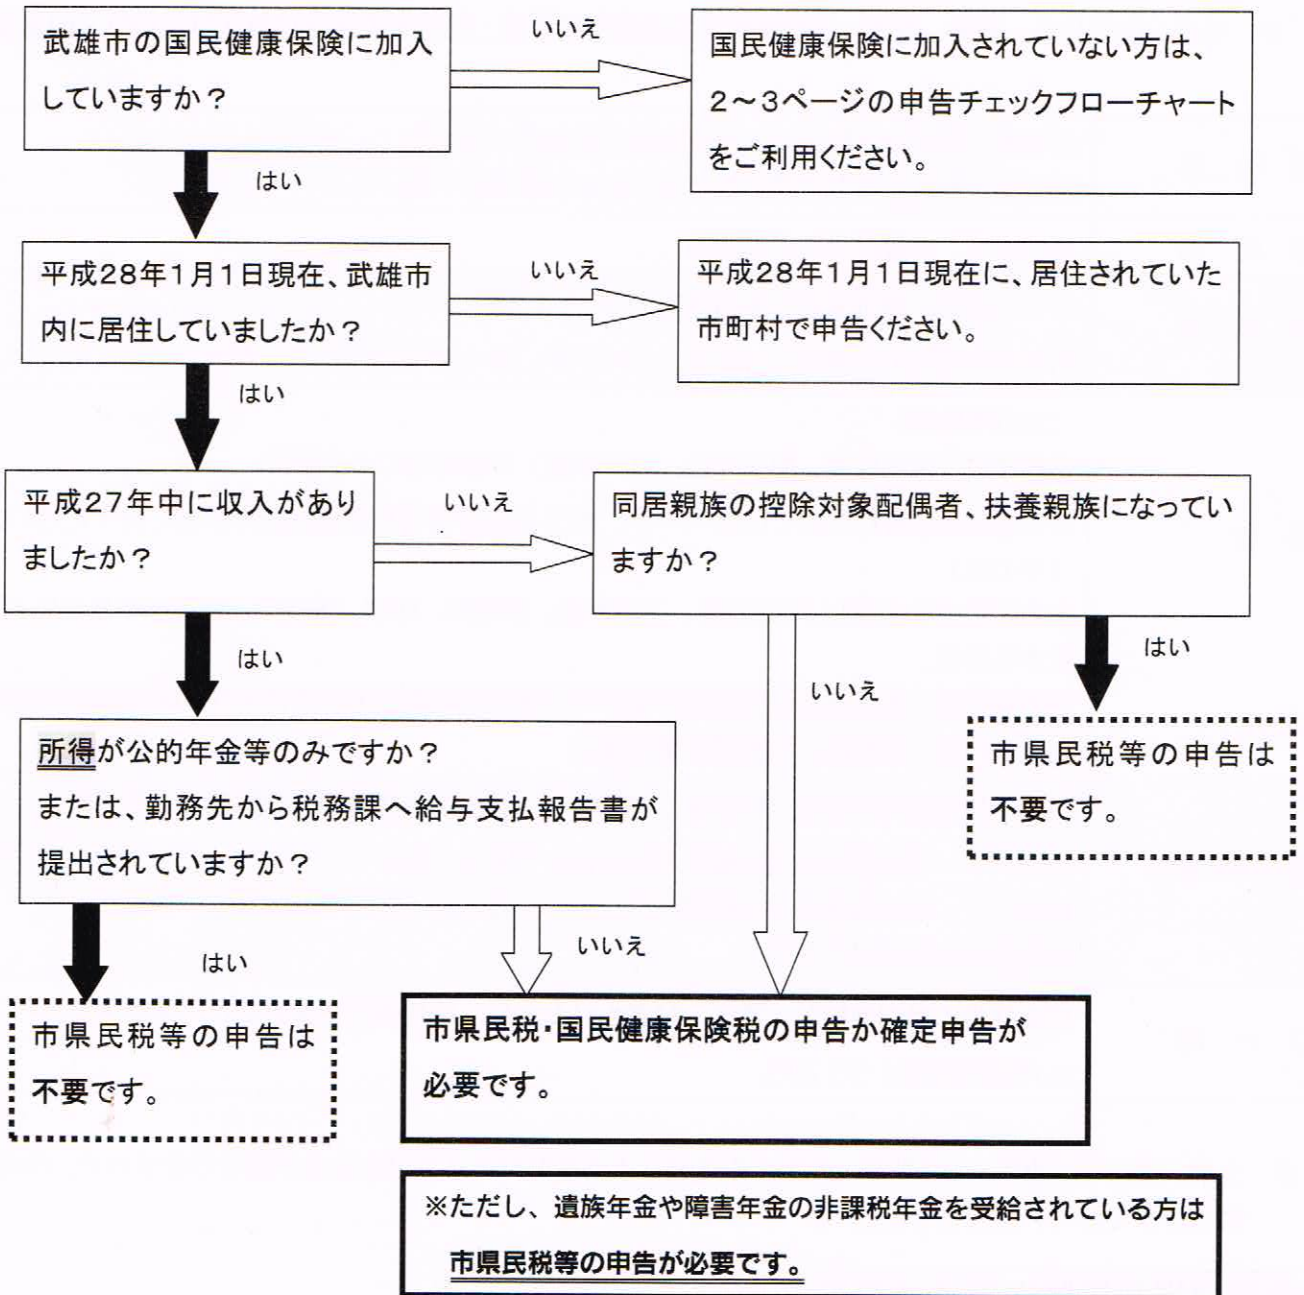 武雄市の国民健康保険に加入
していますか？
いいえ
国民健康保険に加入されていない方は、
２～３ページの申告チェックフローチャート
をご利用ください。
はい
平成２８年１月１日現在、武雄市
内に居住していましたか？
いいえ
平成２８年１月１日現在に、居住されていた
市町村で申告ください。
はい
平成２７年中に収入があり
ましたか？
いいえ
同居親族の控除対象配偶者、扶養親族になってい
ますか？
はい
はい
いいえ
所得が公的年金等のみですか？
または、勤務先から税務課へ給与支払報告書が
提出されていますか？
市県民税等の申告は
不要です。
はい
いいえ
市県民税等の申告は
不要です。
市県民税・国民健康保険税の申告か確定申告が
必要です。
※ただし、遺族年金や障害年金の非課税年金を受給されている方は
市県民税等の申告が必要です。